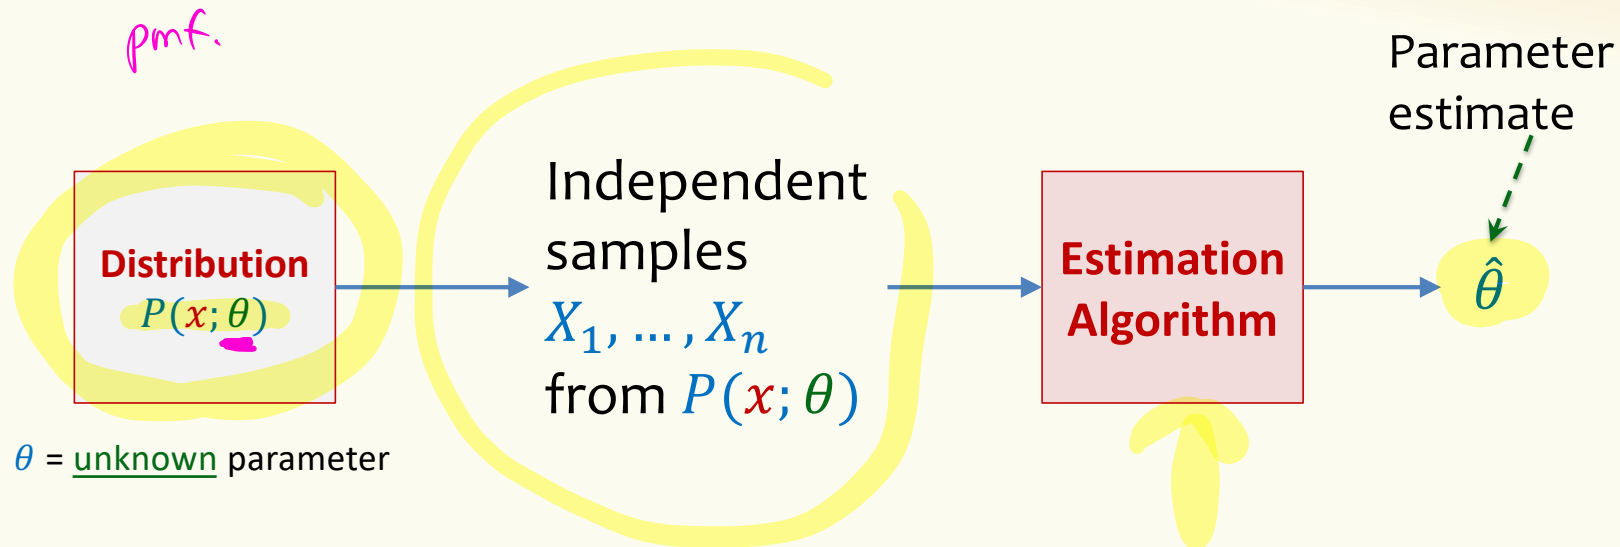 pmf.
Distribution
P(x; θ)
θ = unknown parameter
Independent
samples
X₁, … , Xₙ
from P(x; θ)
Estimation
Algorithm
Parameter
estimate
θ̂